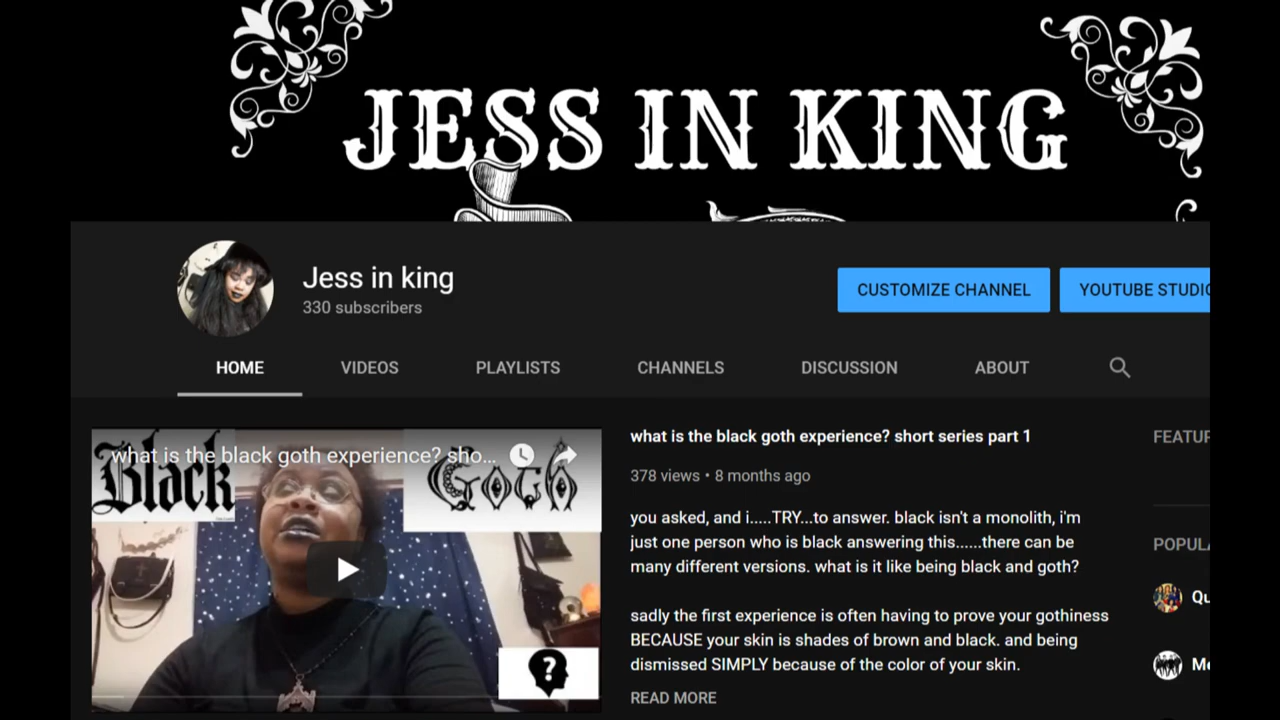 JESS IN KING
Jess in king
330 subscribers
CUSTOMIZE CHANNEL
YOUTUBE STUDIO
HOME
VIDEOS
PLAYLISTS
CHANNELS
DISCUSSION
ABOUT
what is the black goth experience? sho...
Black
Goth
?
what is the black goth experience? short series part 1
378 views • 8 months ago
you asked, and i.....TRY...to answer. black isn't a monolith, i'm
just one person who is black answering this......there can be
many different versions. what is it like being black and goth?
sadly the first experience is often having to prove your gothiness
BECAUSE your skin is shades of brown and black. and being
dismissed SIMPLY because of the color of your skin.
READ MORE
FEATUR
POPULA
Qu